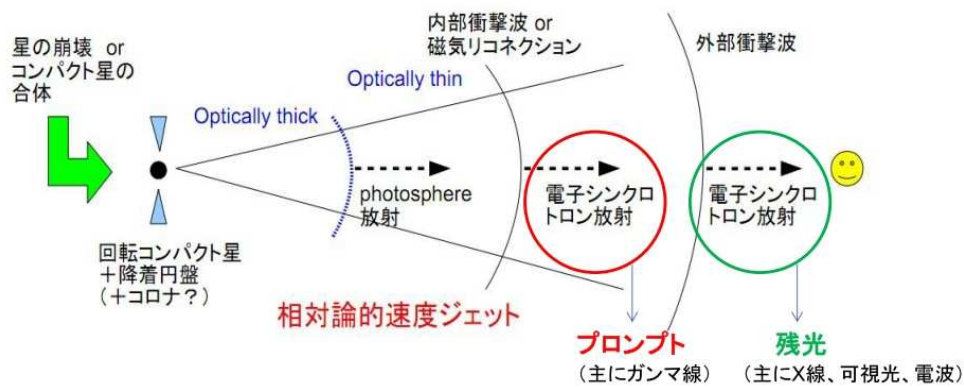 星の崩壊 or
コンパクト星の
合体
Optically thick
Optically thin
内部衝撃波 or
磁気リコネクション
外部衝撃波
photosphere
放射
電子シンクロ
トロン放射
電子シンクロ
トロン放射
回転コンパクト星
+降着円盤
(+コロナ？)
相対論的速度ジェット
プロンプト
(主にガンマ線)
残光
(主にX線、可視光、電波)